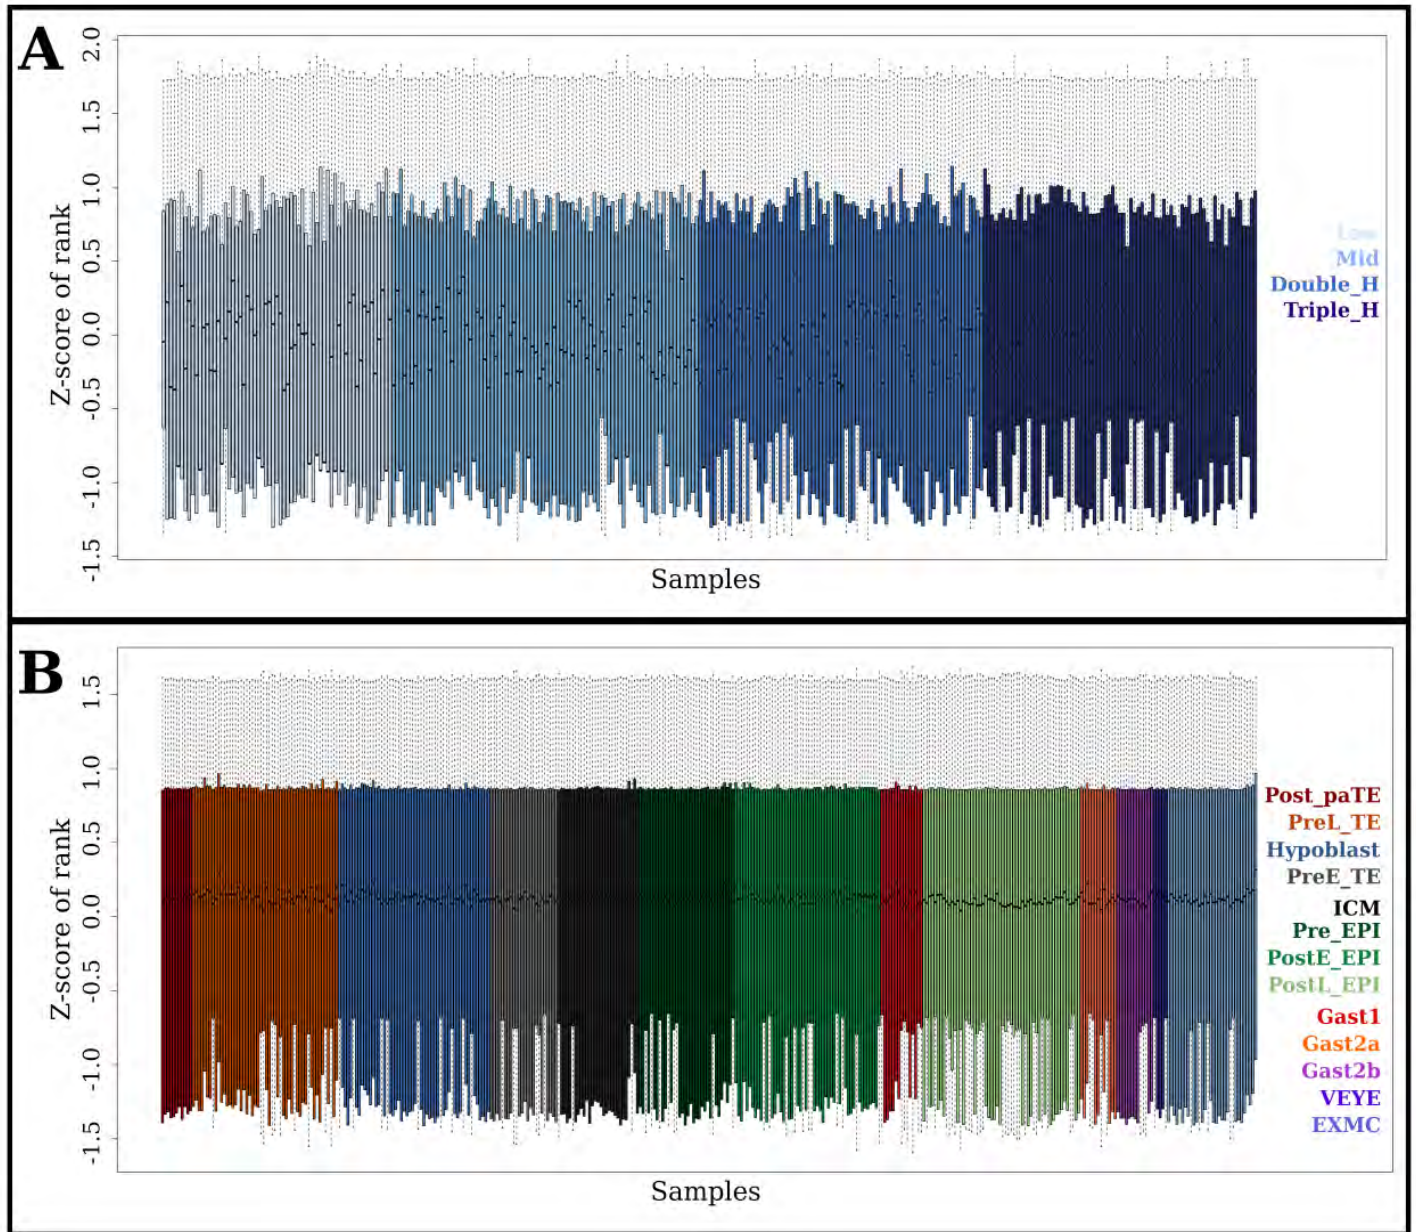 A
2.0
1.5
1.0
0.5
0.0
-0.5
-1.0
-1.5
Z-score of rank
Samples
Low
Mid
Double_H
Triple_H
B
1.5
1.0
0.5
0.0
-0.5
-1.0
-1.5
Z-score of rank
Samples
Post_paTE
PreL_TE
Hypoblast
PreE_TE
ICM
Pre_EPI
PostE_EPI
PostL_EPI
Gast1
Gast2a
Gast2b
VEYE
EXMC